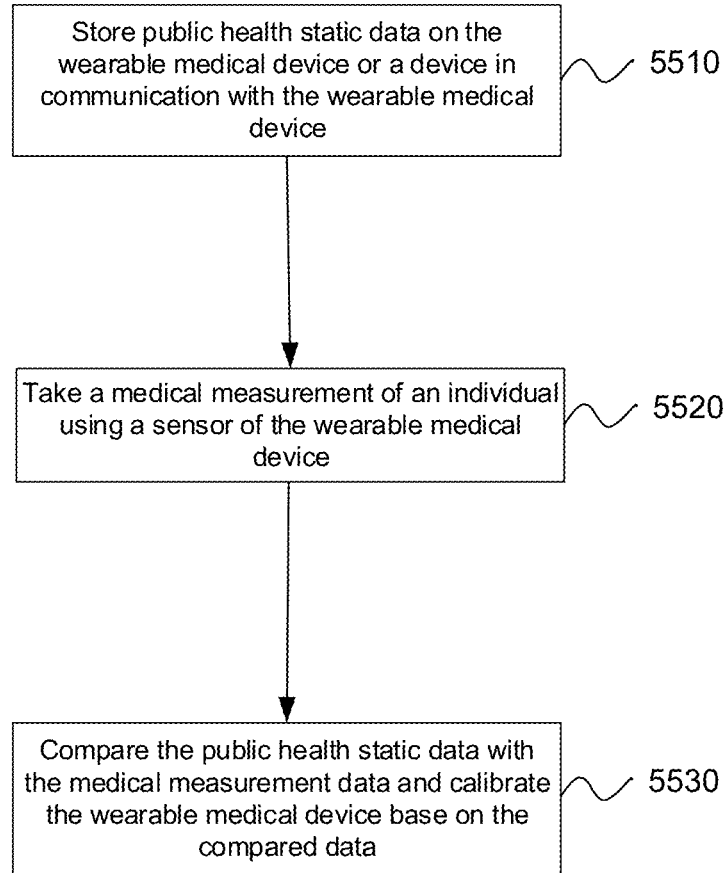 Store public health static data on the
wearable medical device or a device in
communication with the wearable medical
device
5510
Take a medical measurement of an individual
using a sensor of the wearable medical
device
5520
Compare the public health static data with
the medical measurement data and calibrate
the wearable medical device base on the
compared data
5530